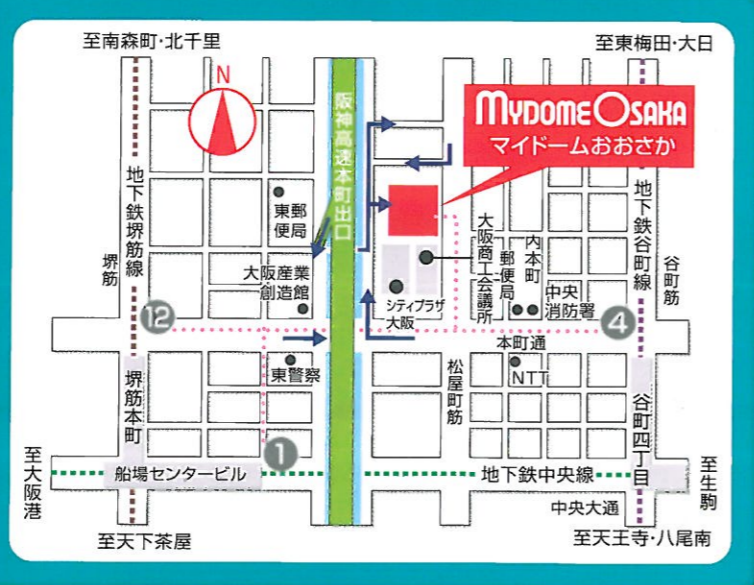 至南森町・北千里
至東梅田・大日
N
阪神高速本町出口
MYDOME OSAKA
マイドームおおさか
地下鉄堺筋線
堺筋
東郵
便局
大阪産業
創造館
大阪商工会議所
内本町
郵便局
中央
消防署
シティプラザ
大阪
地下鉄谷町線
谷町筋
12
4
本町通
東警察
NTT
松屋町筋
堺筋本町
谷町四丁目
1
至大阪港
船場センタービル
地下鉄中央線
至生駒
中央大通
至天下茶屋
至天王寺・八尾南